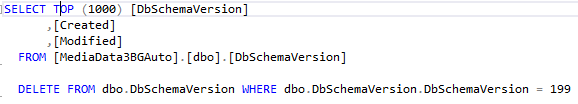 SELECT TOP (1000) [DbSchemaVersion]
,[Created]
,[Modified]
FROM [MediaData3BGAuto].[dbo].[DbSchemaVersion]
DELETE FROM dbo.DbSchemaVersion WHERE dbo.DbSchemaVersion.DbSchemaVersion = 199